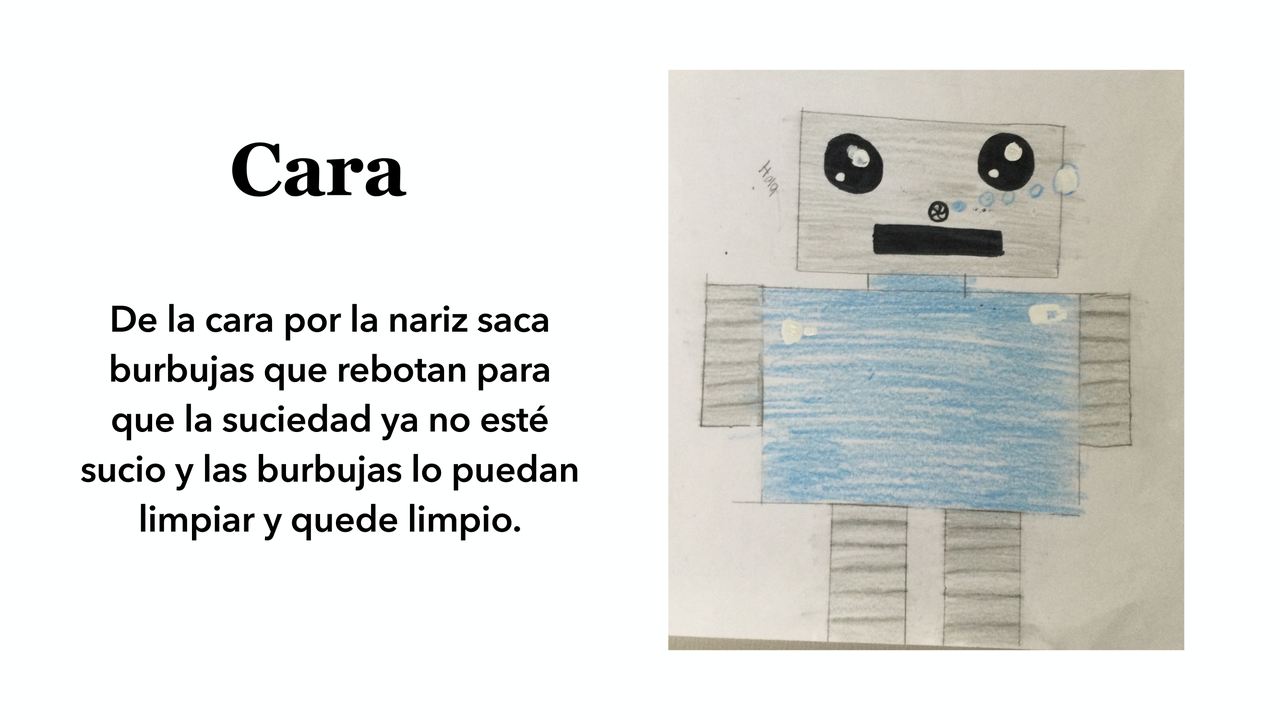 Cara
De la cara por la nariz saca
burbujas que rebotan para
que la suciedad ya no esté
sucio y las burbujas lo puedan
limpiar y quede limpio.
Hola